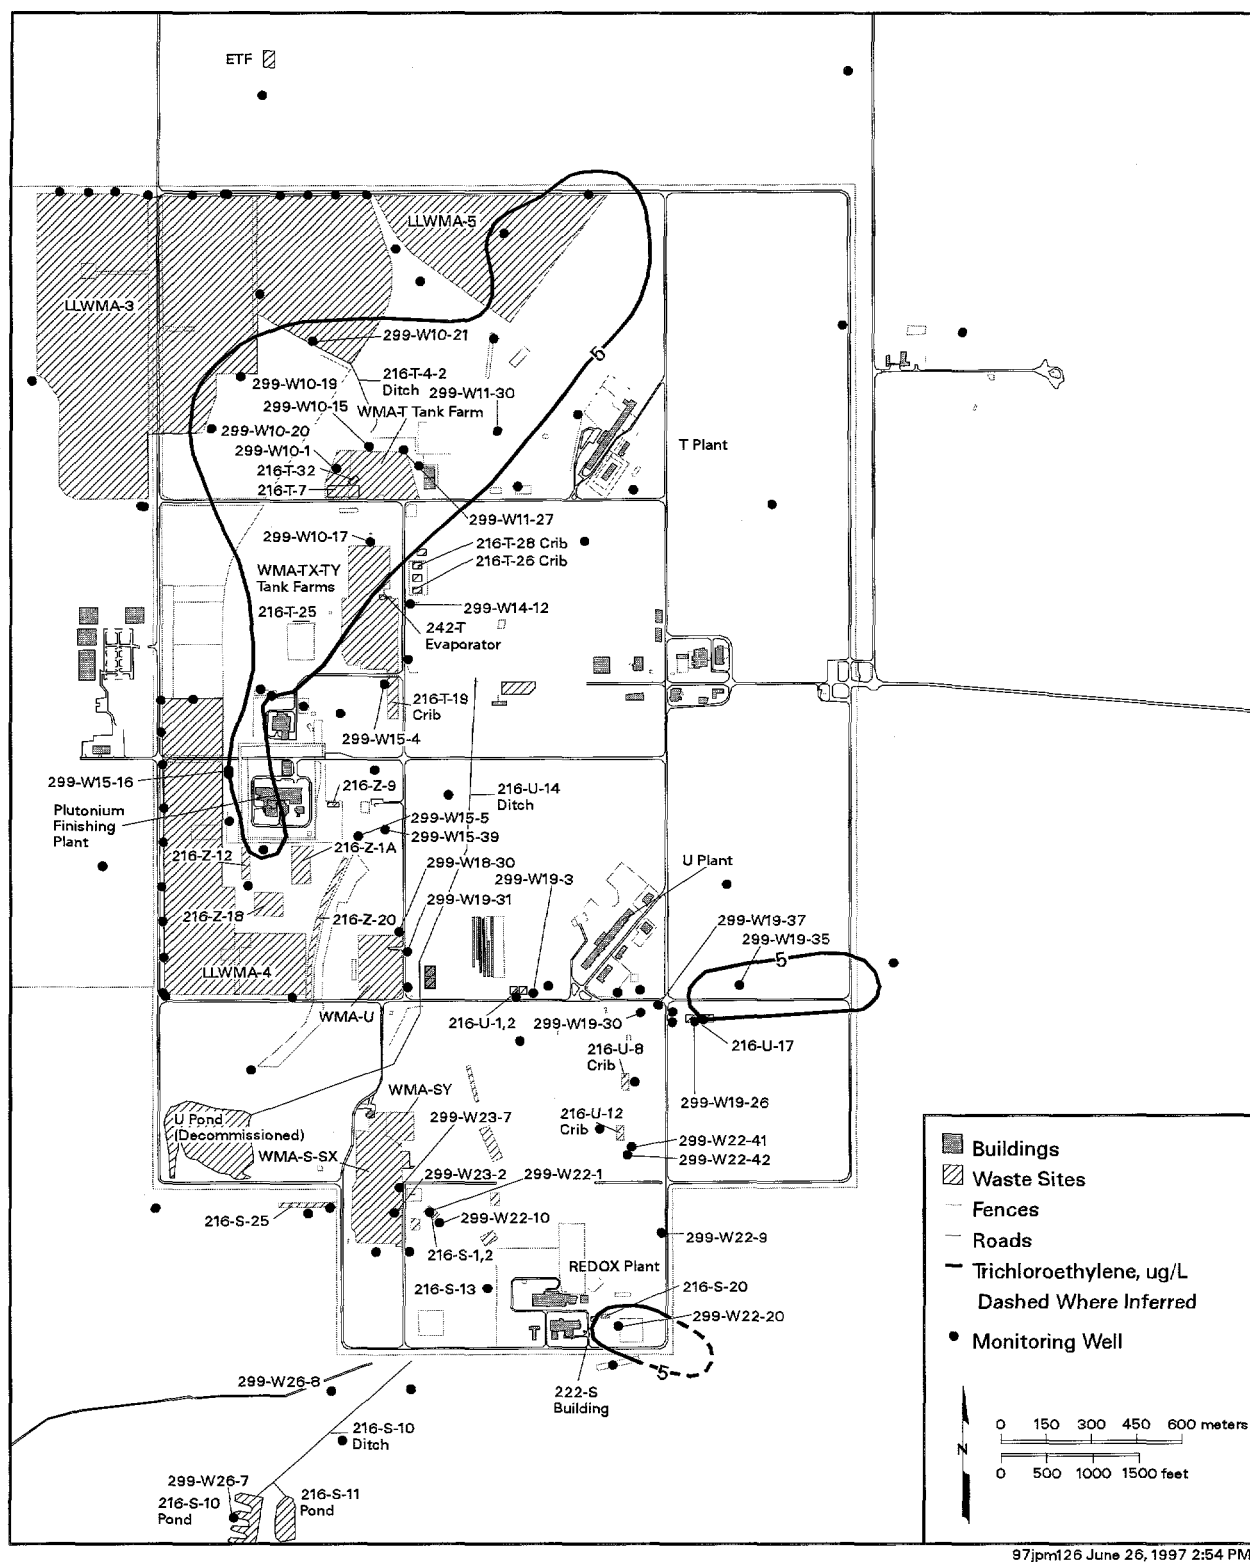 ETF
LLWMA-5
LLWMA-3
299-W10-21
5
216-T-4-2
Ditch
299-W10-19
299-W11-30
299-W10-15
WMA-T Tank Farm
299-W10-20
299-W10-1
216-T-32
216-T-7
T Plant
299-W11-27
299-W10-17
216-T-28 Crib
216-T-26 Crib
WMA-TX-TY
Tank Farms
216-T-25
299-W14-12
242-T
Evaporator
216-T-19
Crib
299-W15-4
299-W15-16
216-Z-9
216-U-14
Ditch
Plutonium
Finishing
Plant
299-W15-5
299-W15-39
216-Z-12
216-Z-1A
299-W18-30
U Plant
299-W19-3
299-W19-31
216-Z-18
216-Z-20
299-W19-37
299-W19-35
5
LLWMA-4
WMA-U
216-U-1,2
299-W19-30
216-U-17
216-U-8
Crib
WMA-SY
299-W19-26
299-W23-7
216-U-12
Crib
U Pond
(Decommissioned)
WMA-S-SX
299-W22-41
299-W22-42
299-W23-2
299-W22-1
216-S-25
299-W22-10
299-W22-9
216-S-1,2
REDOX Plant
216-S-13
216-S-20
299-W22-20
5
299-W26-8
222-S
Building
216-S-10
Ditch
299-W26-7
216-S-10
Pond
216-S-11
Pond
Buildings
Waste Sites
Fences
Roads
Trichloroethylene, ug/L
Dashed Where Inferred
Monitoring Well
N
0 150 300 450 600 meters
0 500 1000 1500 feet
97jpm126 June 26, 1997 2:54 PM